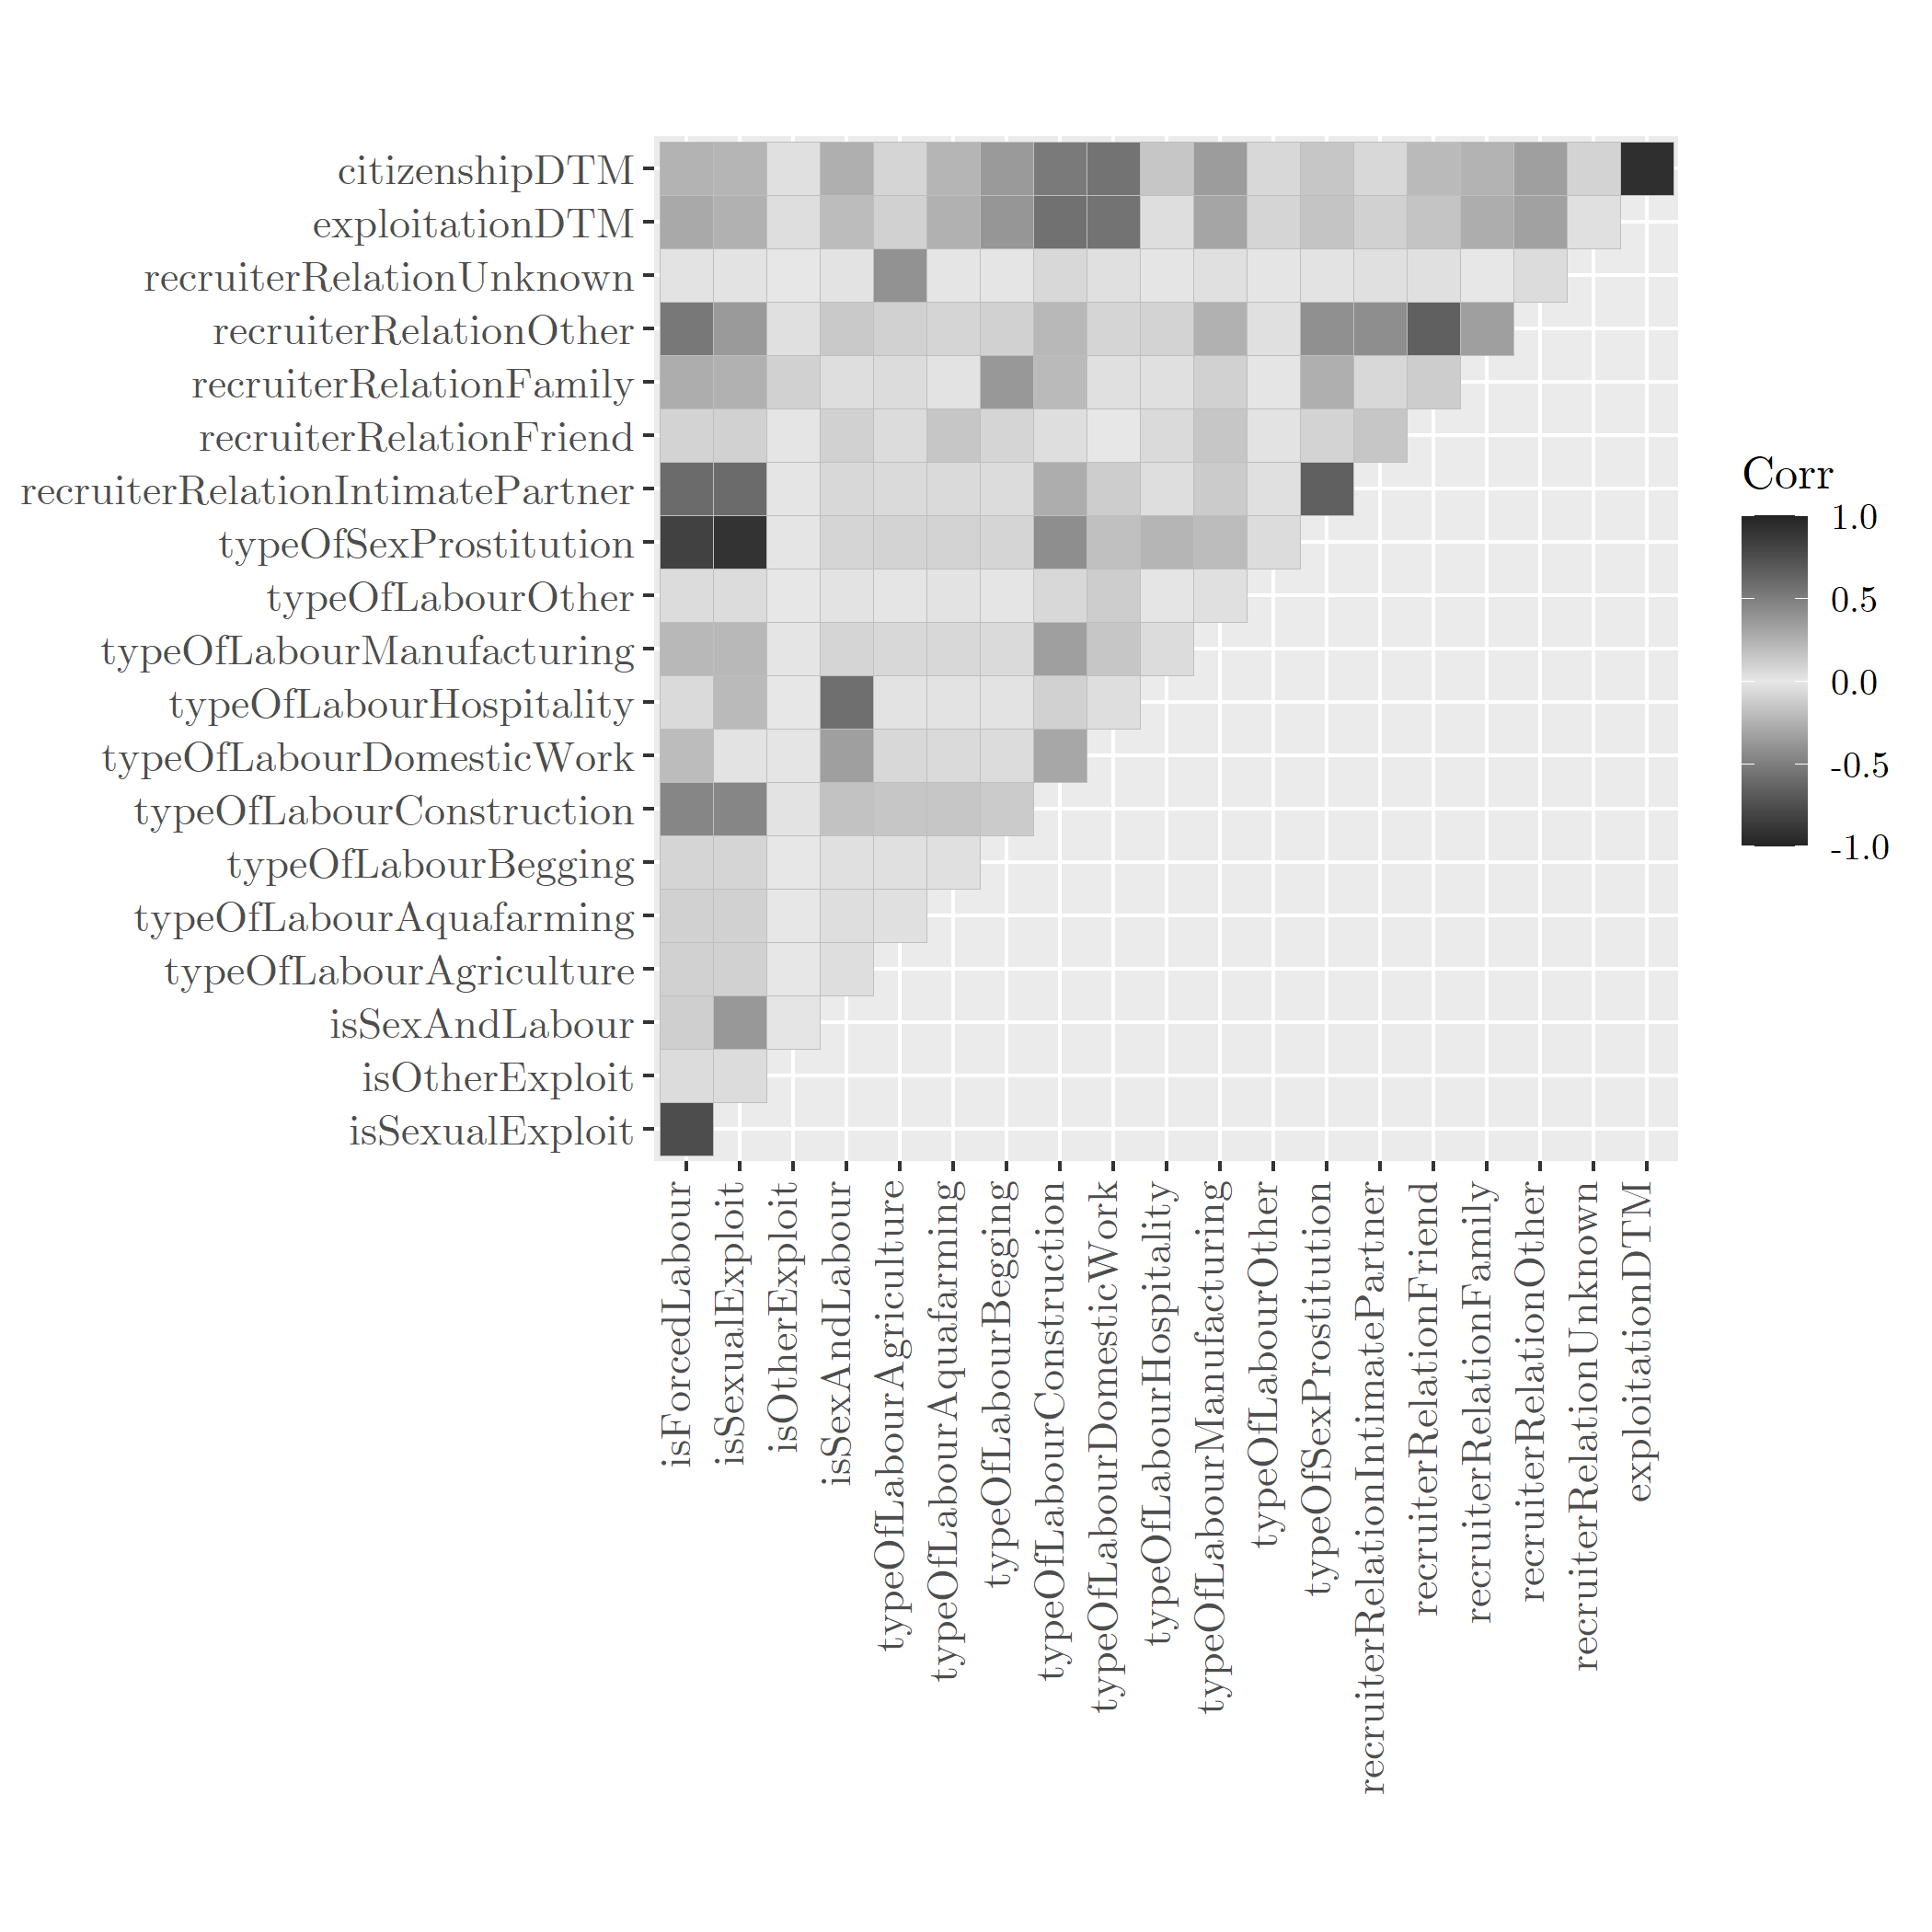 citizenshipDTM
exploitationDTM
recruiterRelationUnknown
recruiterRelationOther
recruiterRelationFamily
recruiterRelationFriend
recruiterRelationIntimatePartner
typeOfSexProstitution
typeOfLabourOther
typeOfLabourManufacturing
typeOfLabourHospitality
typeOfLabourDomesticWork
typeOfLabourConstruction
typeOfLabourBegging
typeOfLabourAquafarming
typeOfLabourAgriculture
isSexAndLabour
isOtherExploit
isSexualExploit
isForcedLabour
isSexualExploit
isOtherExploit
isSexAndLabour
typeOfLabourAgriculture
typeOfLabourAquafarming
typeOfLabourBegging
typeOfLabourConstruction
typeOfLabourDomesticWork
typeOfLabourHospitality
typeOfLabourManufacturing
typeOfLabourOther
typeOfSexProstitution
recruiterRelationIntimatePartner
recruiterRelationFriend
recruiterRelationFamily
recruiterRelationOther
recruiterRelationUnknown
exploitationDTM
Corr
1.0
0.5
0.0
-0.5
-1.0